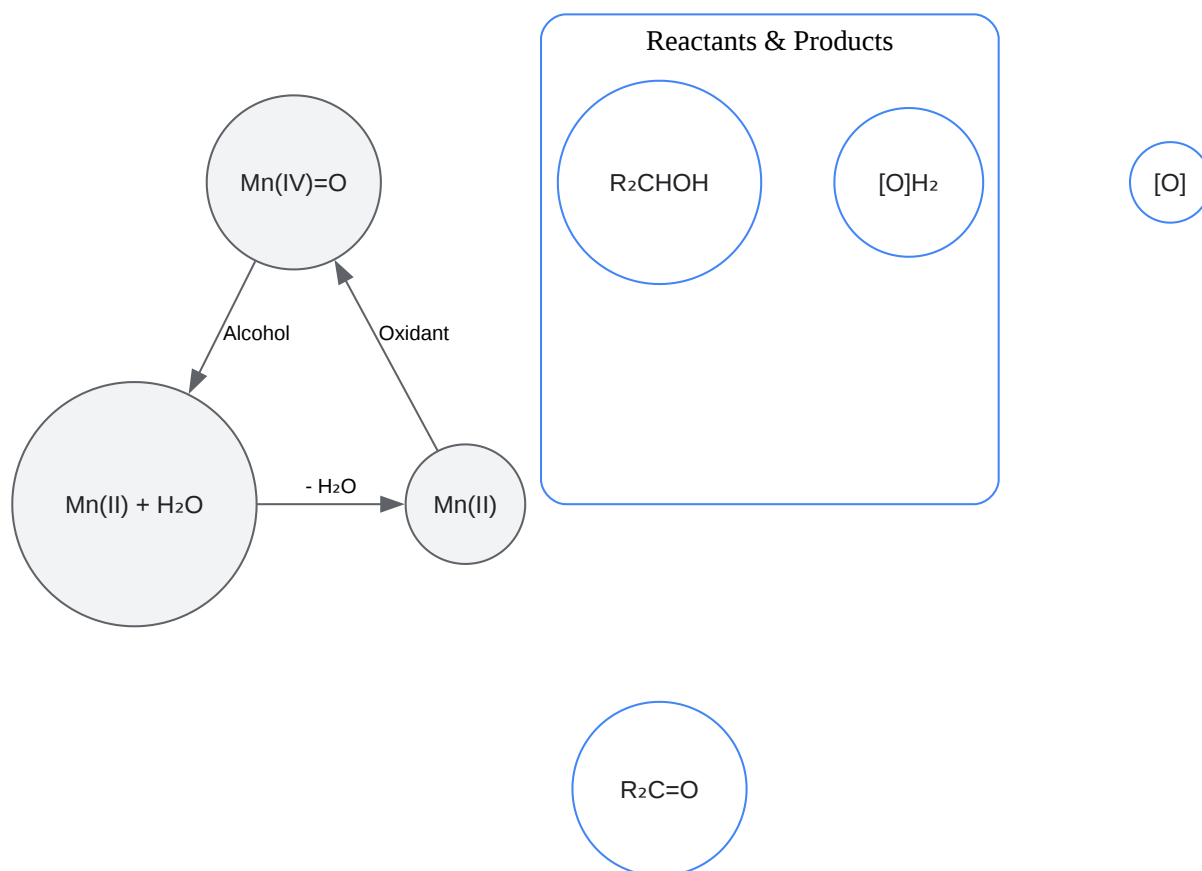 Reactants & Products
Mn(IV)=O
R₂CHOH
[O]H₂
[O]
Alcohol
Oxidant
Mn(II) + H₂O
- H₂O
Mn(II)
R₂C=O